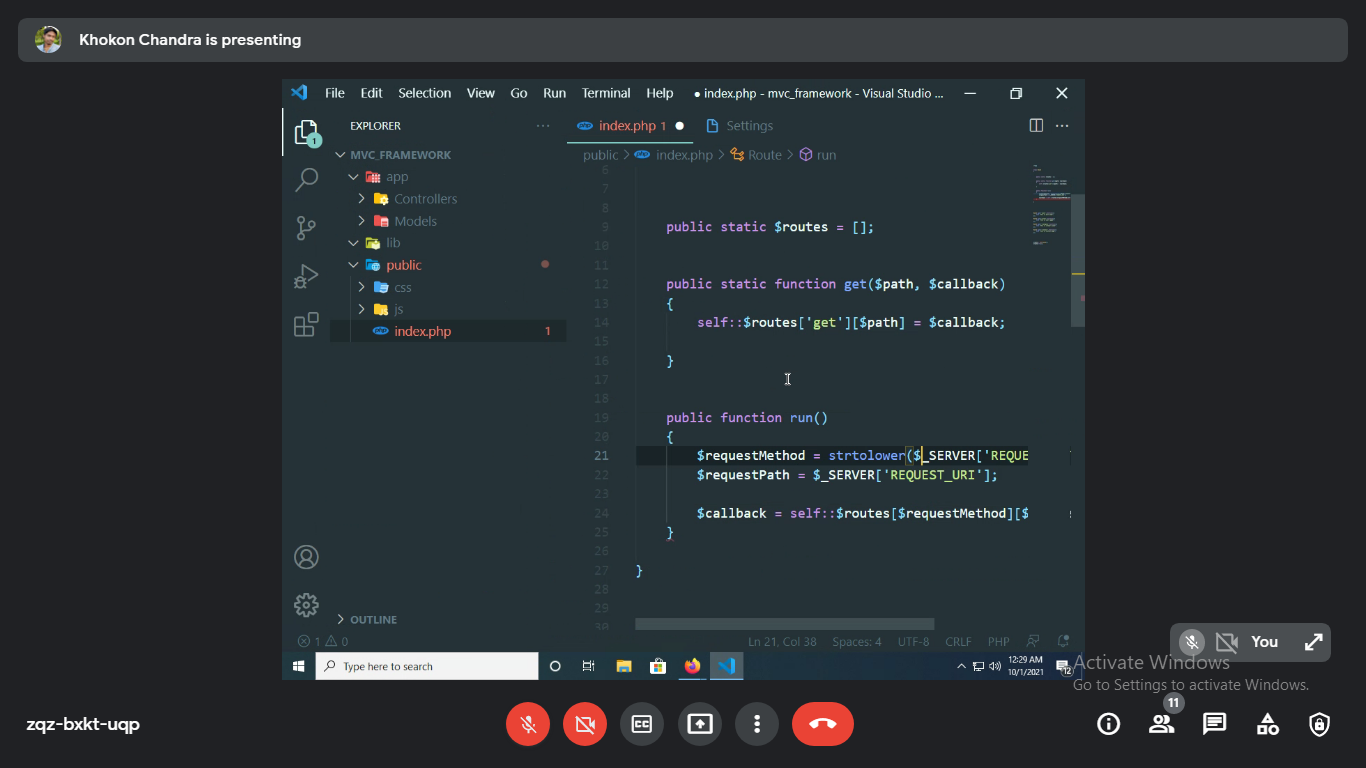 Khokon Chandra is presenting
File Edit Selection View Go Run Terminal Help ● index.php - mvc_framework - Visual Studio ...
EXPLORER ...
index.php 1 ●
Settings
MVC_FRAMEWORK
public > index.php > Route > run
app
Controllers
Models
lib
public
css
js
index.php 1
6
7
8
9 public static $routes = [];
10
11
12 public static function get($path, $callback)
13 {
14 self::$routes['get'][$path] = $callback;
15
16 }
17
18
19 public function run()
20 {
21 $requestMethod = strtolower($_SERVER['REQUE
22 $requestPath = $_SERVER['REQUEST_URI'];
23
24 $callback = self::$routes[$requestMethod][$
25 }
26
27 }
28
29
30
OUTLINE
1 0
Ln 21, Col 38 Spaces: 4 UTF-8 CRLF PHP
Type here to search
12:29 AM
10/1/2021
12
1
You
Activate Windows
Go to Settings to activate Windows.
zqz-bxkt-uqp
CC
11